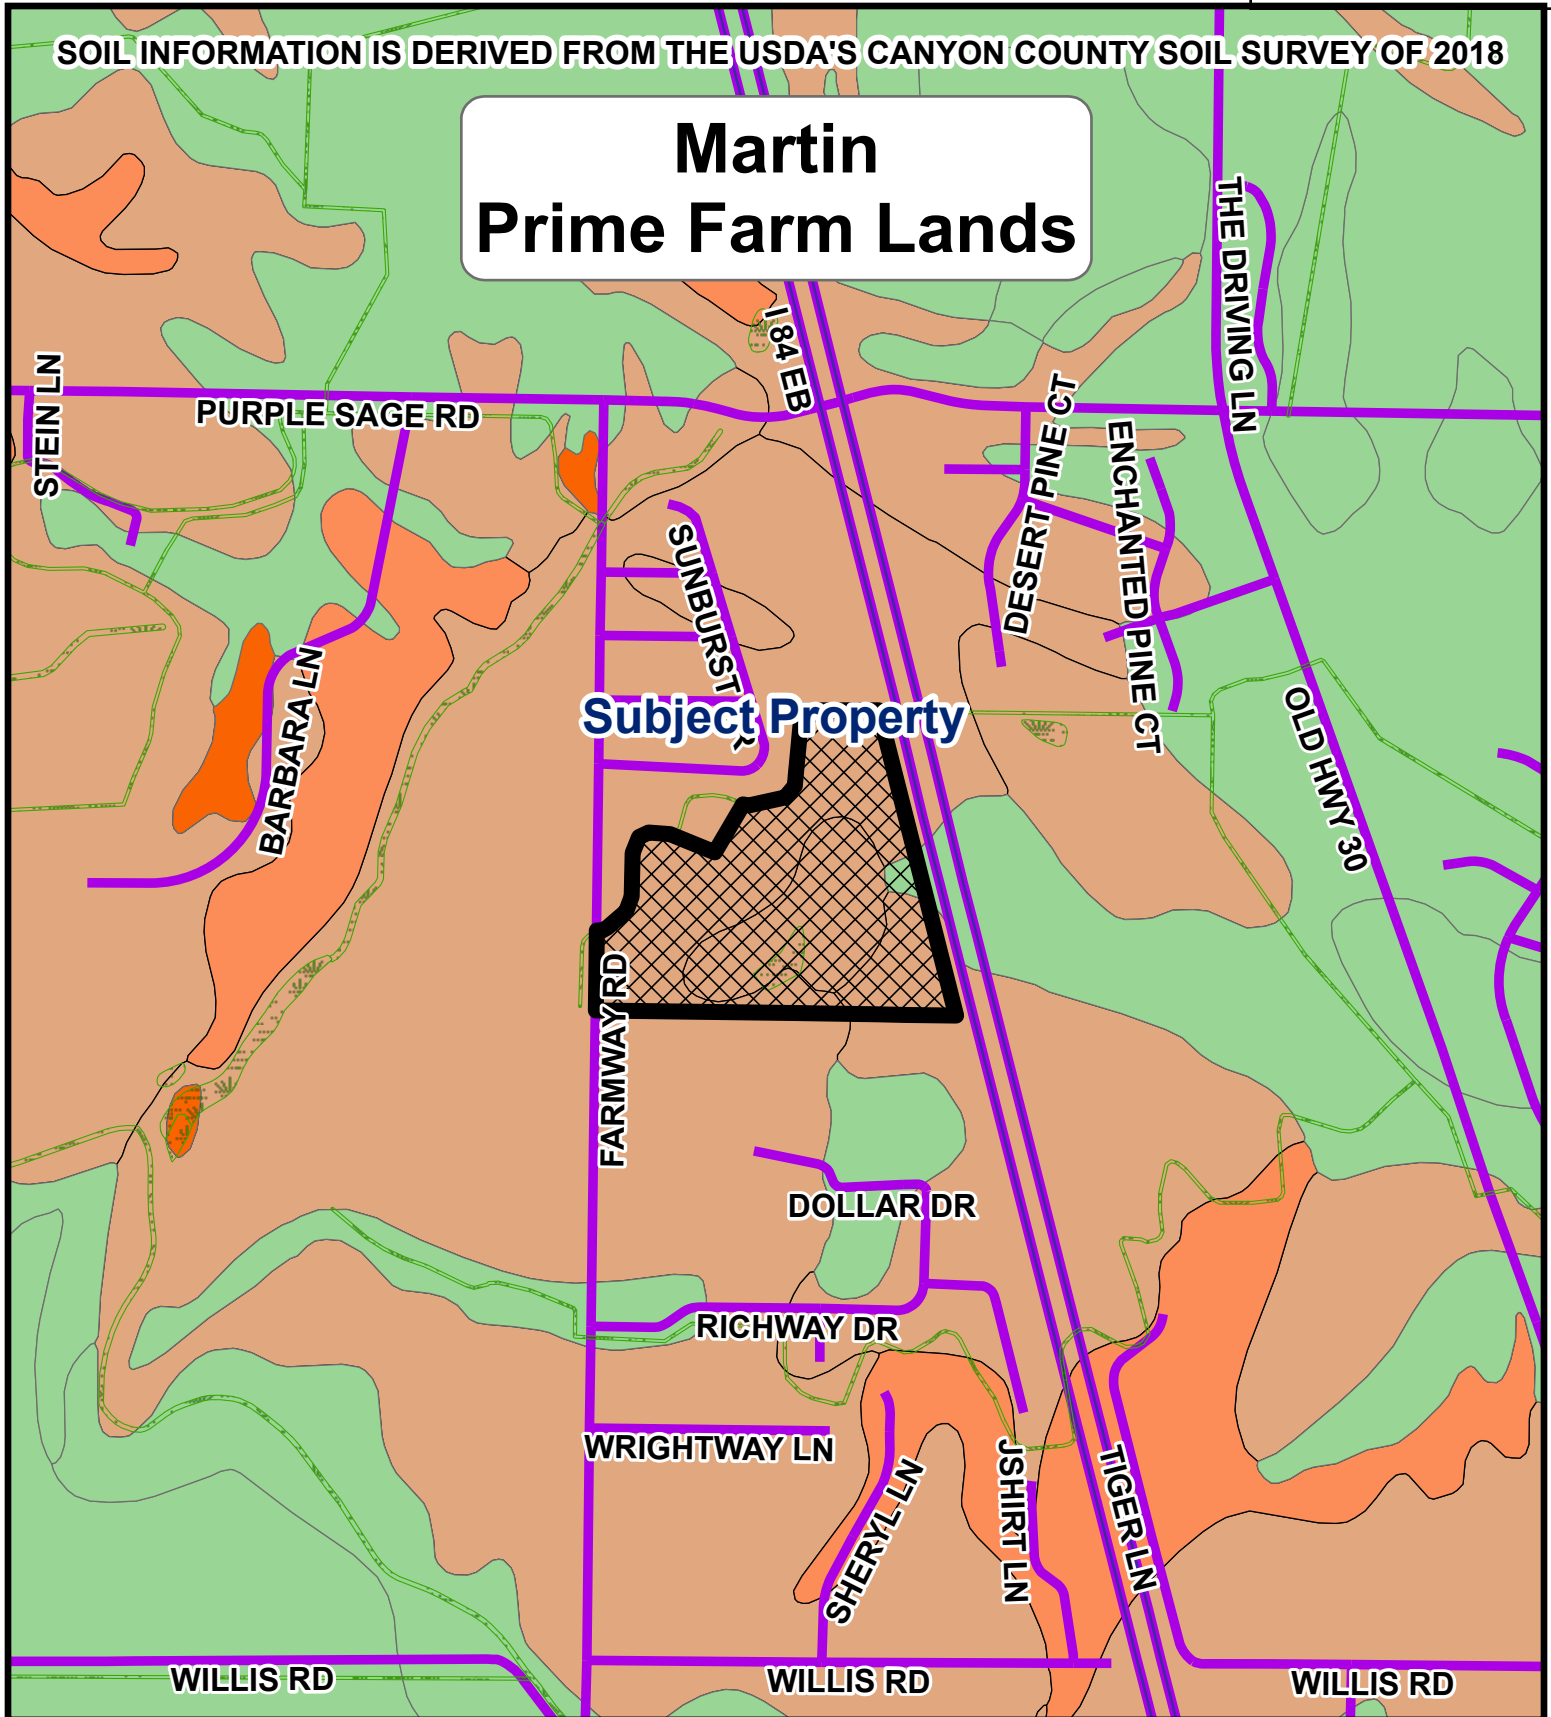 SOIL INFORMATION IS DERIVED FROM THE USDA'S CANYON COUNTY SOIL SURVEY OF 2018
Martin
Prime Farm Lands
THE DRIVING LN
I 84 EB
STEIN LN
PURPLE SAGE RD
DESERT PINE CT
ENCHANTED PINE CT
SUNBURST
Subject Property
BARBARA LN
OLD HWY 30
FARMWAY RD
DOLLAR DR
RICHWAY DR
WRIGHTWAY LN
SHERYL LN
JSHIRT LN
TIGER LN
WILLIS RD
WILLIS RD
WILLIS RD